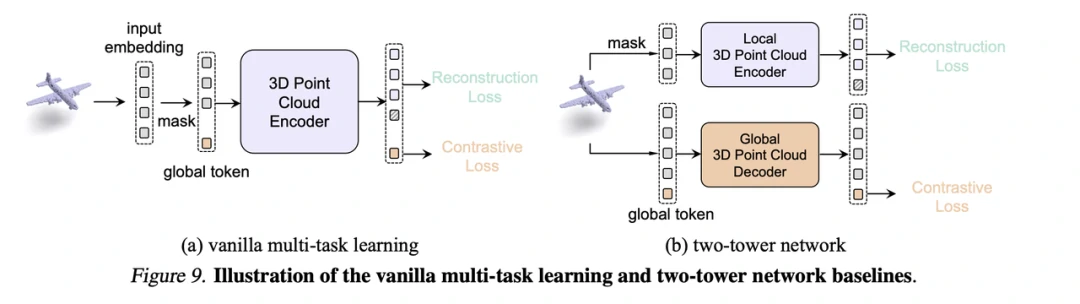 input
embedding
mask
global token
3D Point
Cloud
Encoder
Reconstruction
Loss
Contrastive
Loss
(a) vanilla multi-task learning
mask
Local
3D Point Cloud
Encoder
Reconstruction
Loss
Global
3D Point Cloud
Decoder
Contrastive
Loss
global token
(b) two-tower network
Figure 9. Illustration of the vanilla multi-task learning and two-tower network baselines.